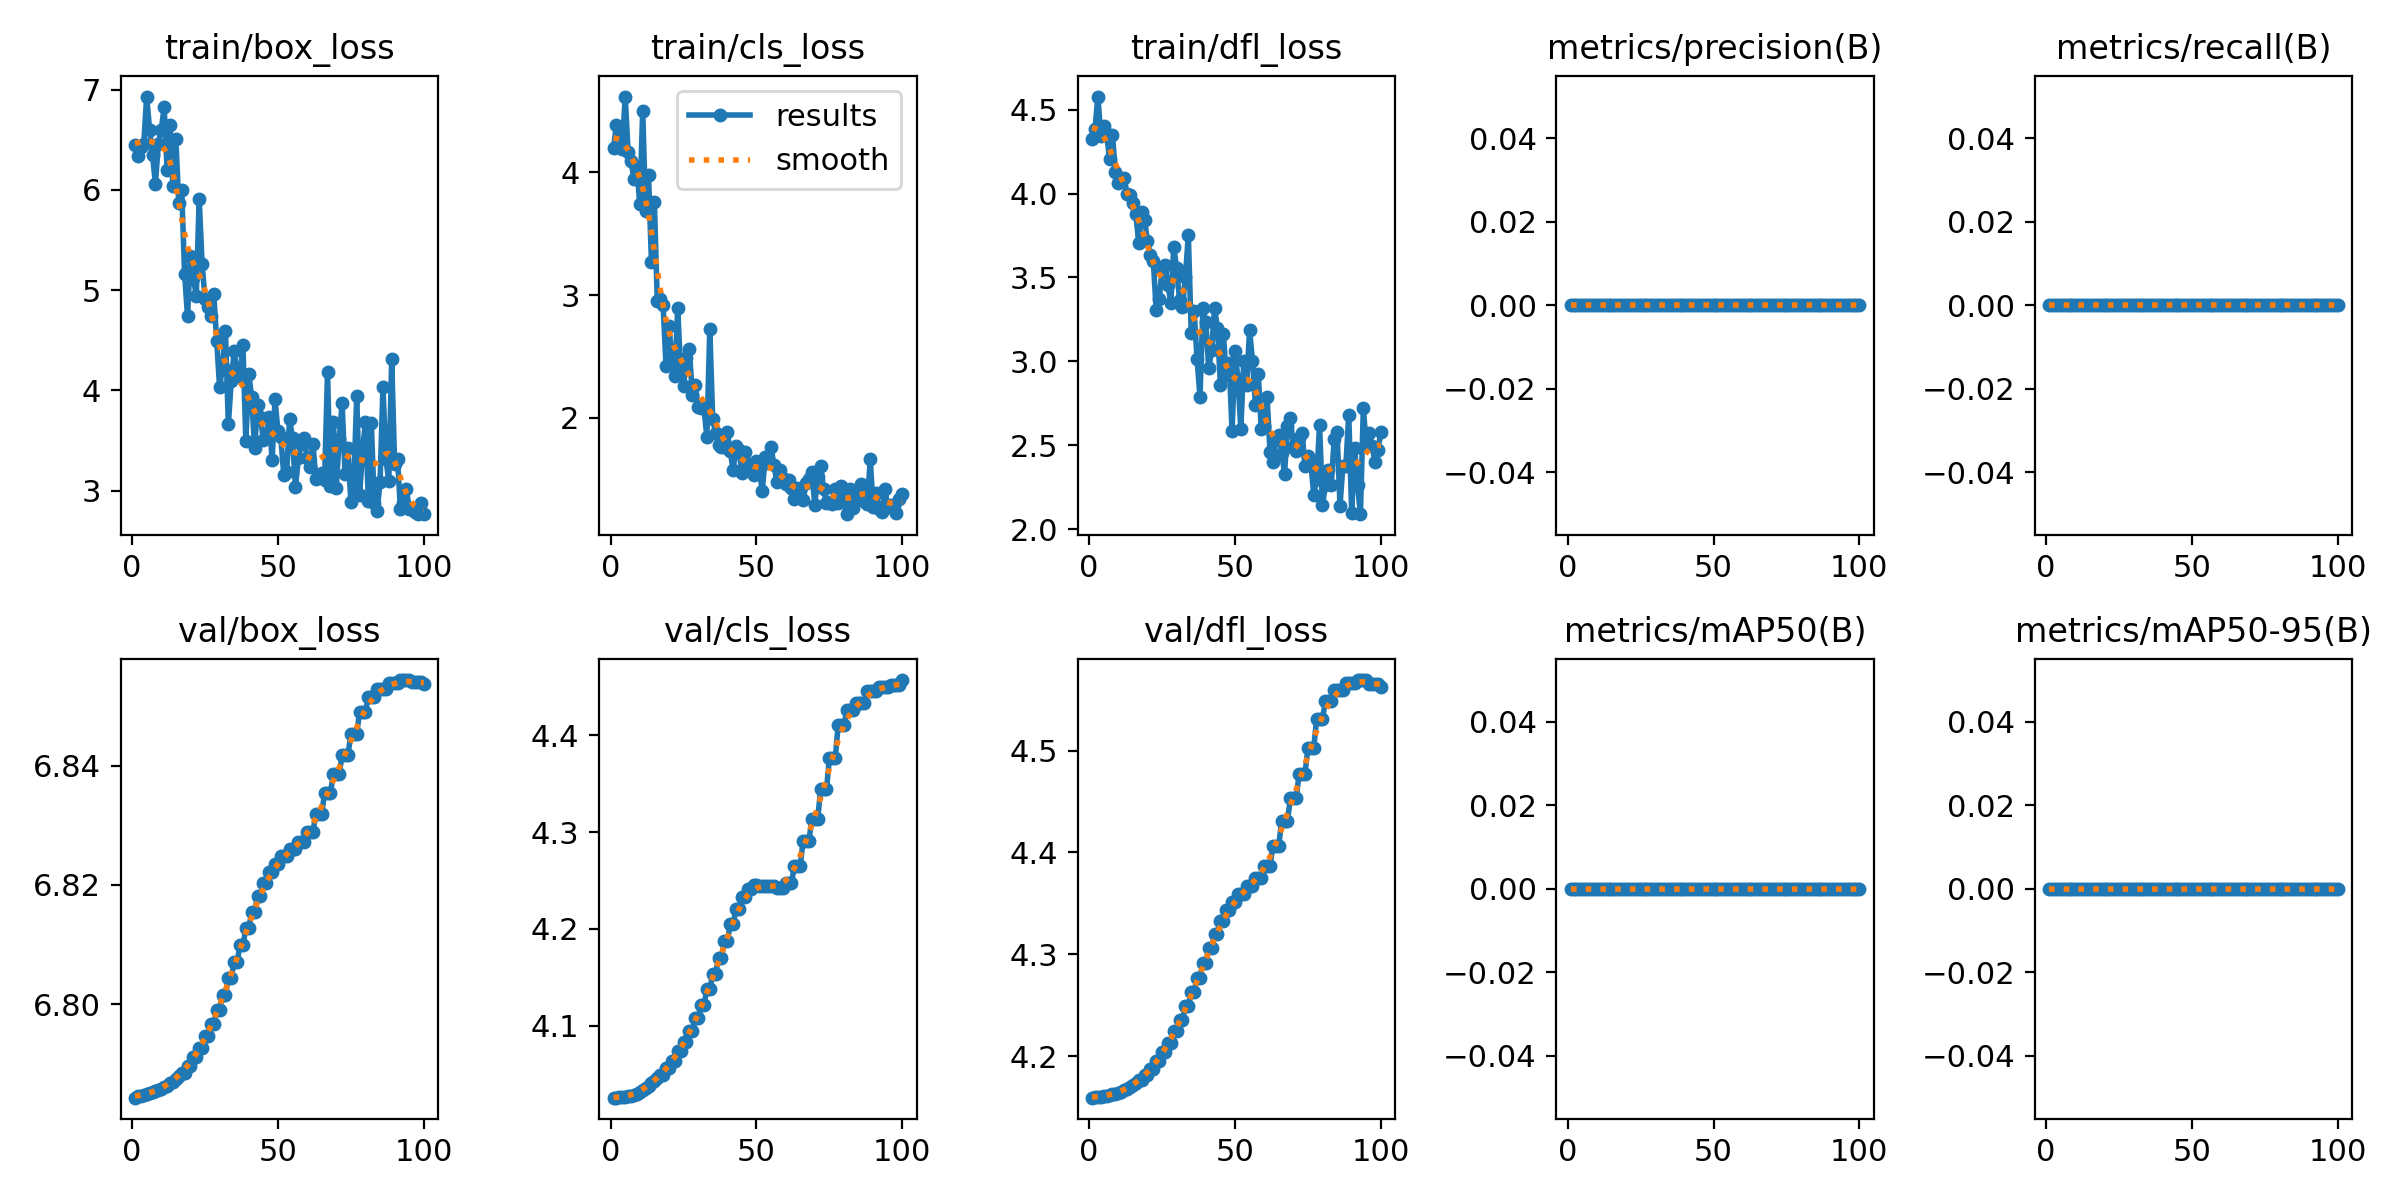 train/box_loss
7
6
5
4
3
0 50 100
train/cls_loss
results
smooth
4
3
2
0 50 100
train/dfl_loss
4.5
4.0
3.5
3.0
2.5
2.0
0 50 100
metrics/precision(B)
0.04
0.02
0.00
−0.02
−0.04
0 50 100
metrics/recall(B)
0.04
0.02
0.00
−0.02
−0.04
0 50 100
val/box_loss
6.84
6.82
6.80
0 50 100
val/cls_loss
4.4
4.3
4.2
4.1
0 50 100
val/dfl_loss
4.5
4.4
4.3
4.2
0 50 100
metrics/mAP50(B)
0.04
0.02
0.00
−0.02
−0.04
0 50 100
metrics/mAP50-95(B)
0.04
0.02
0.00
−0.02
−0.04
0 50 100